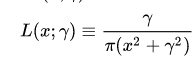 L(x; γ) ≡ γ / π(x² + γ²)